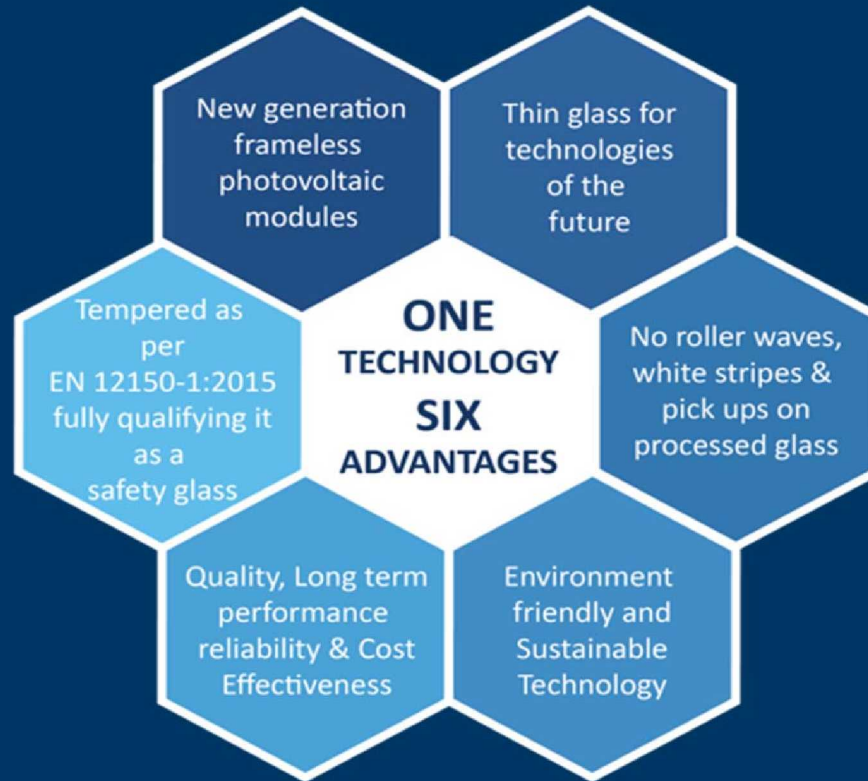 New generation
frameless
photovoltaic
modules
Thin glass for
technologies
of the
future
Tempered as
per
EN 12150-1:2015
fully qualifying it
as a
safety glass
ONE
TECHNOLOGY
SIX
ADVANTAGES
No roller waves,
white stripes &
pick ups on
processed glass
Quality, Long term
performance
reliability & Cost
Effectiveness
Environment
friendly and
Sustainable
Technology